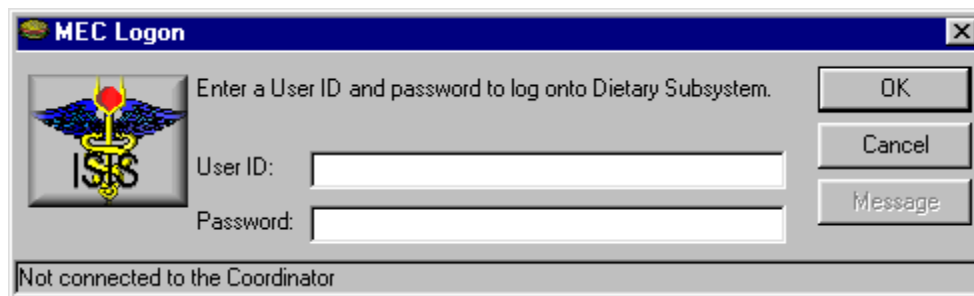 MEC Logon
Enter a User ID and password to log onto Dietary Subsystem.
OK
ISIS
User ID:
Cancel
Password:
Message
Not connected to the Coordinator